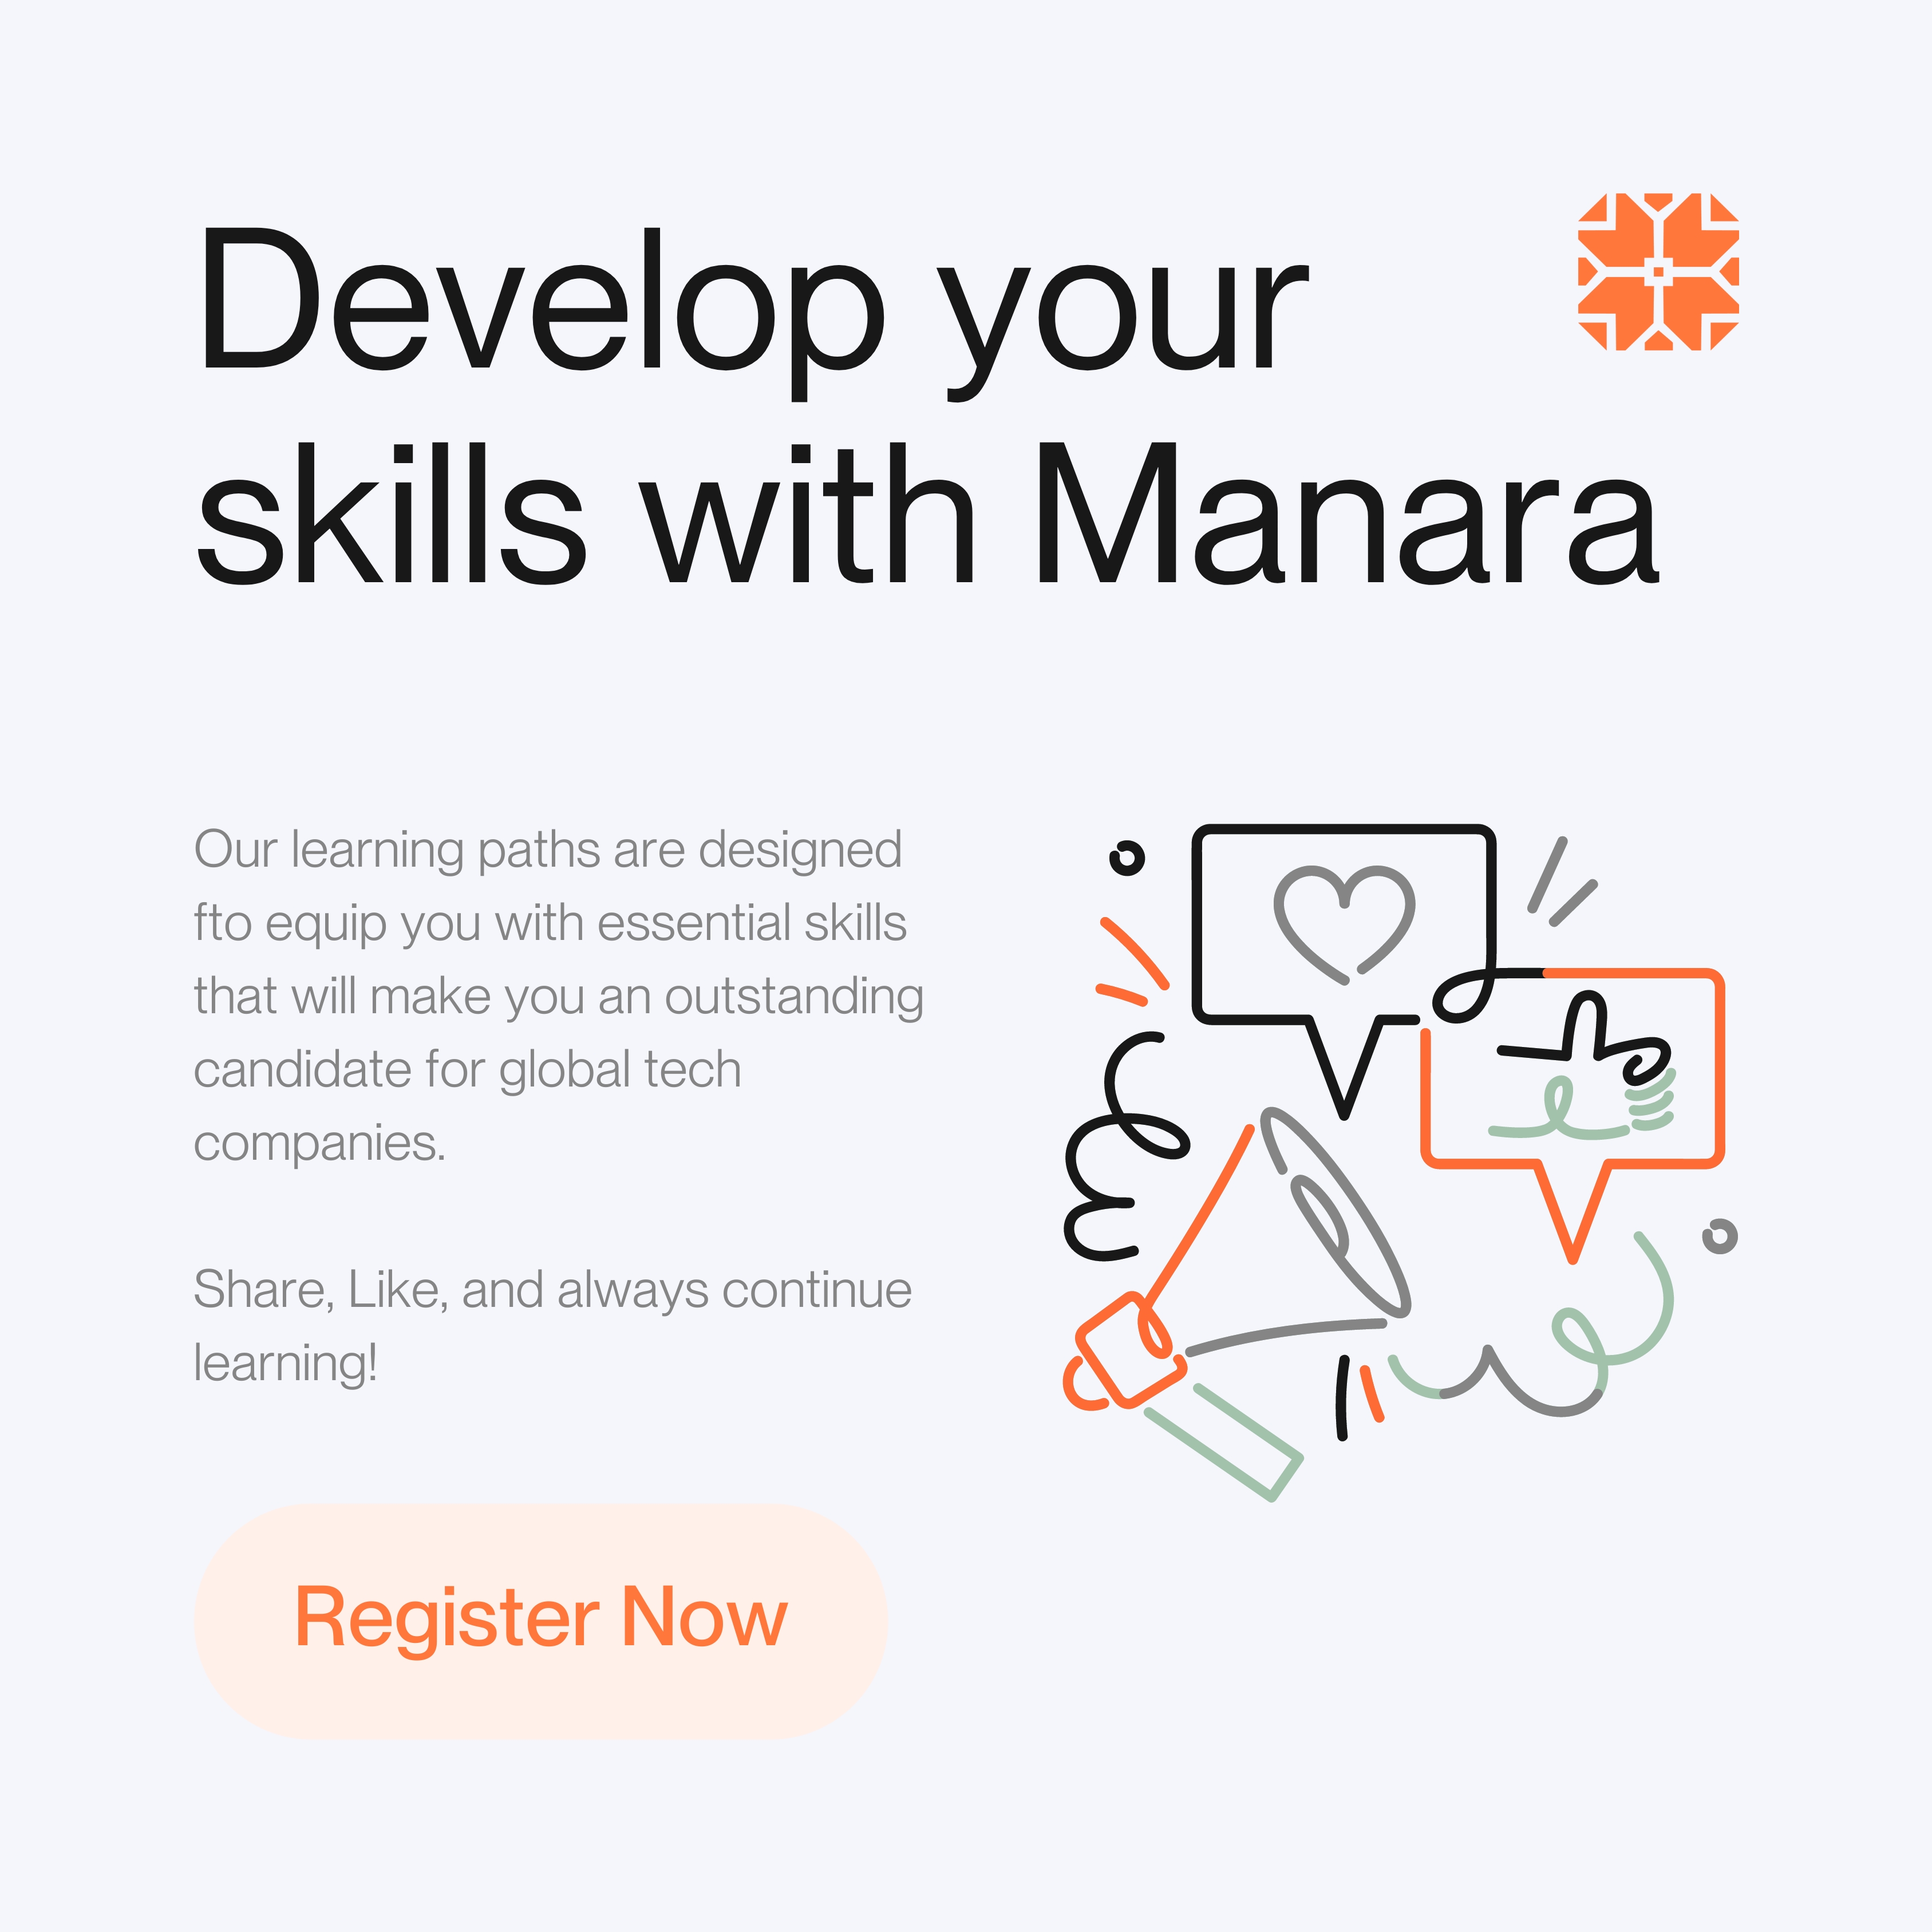 Develop your
skills with Manara
Our learning paths are designed
fto equip you with essential skills
that will make you an outstanding
candidate for global tech
companies.
Share, Like, and always continue
learning!
Register Now